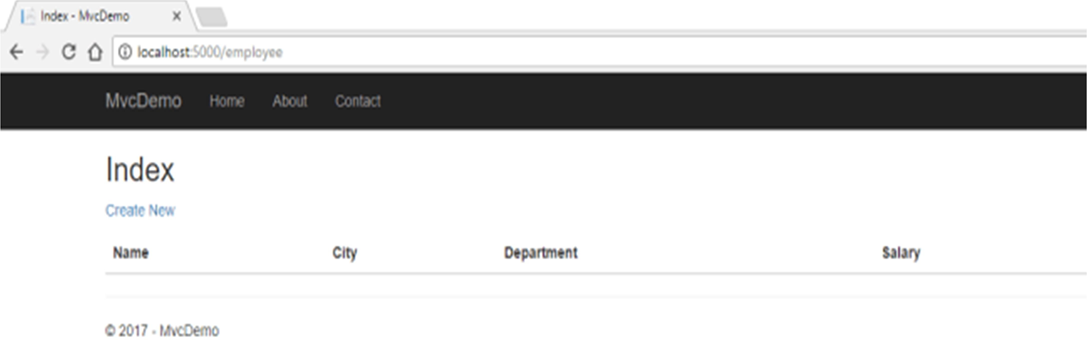 Index - MvcDemo
localhost:5000/employee
MvcDemo Home About Contact
Index
Create New
Name City Department Salary
© 2017 - MvcDemo